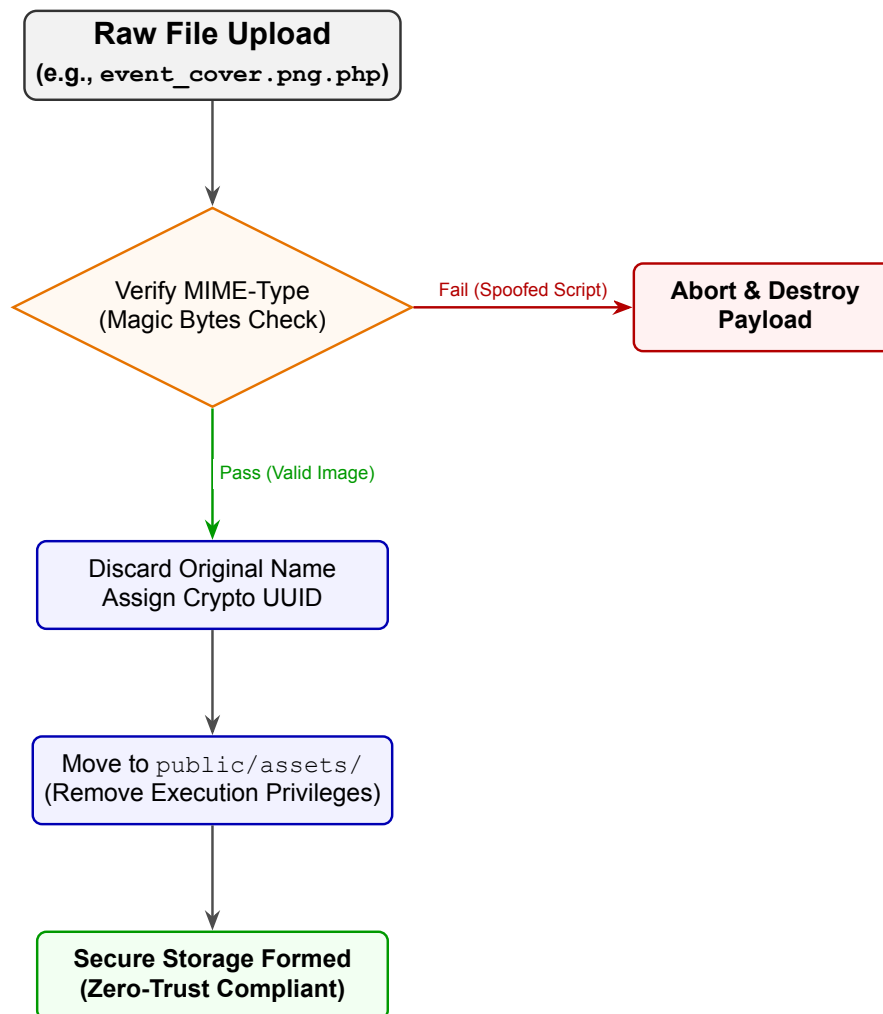 Raw File Upload
(e.g., event_cover.png.php)
Verify MIME-Type
(Magic Bytes Check)
Fail (Spoofed Script)
Abort & Destroy
Payload
Pass (Valid Image)
Discard Original Name
Assign Crypto UUID
Move to public/assets/
(Remove Execution Privileges)
Secure Storage Formed
(Zero-Trust Compliant)